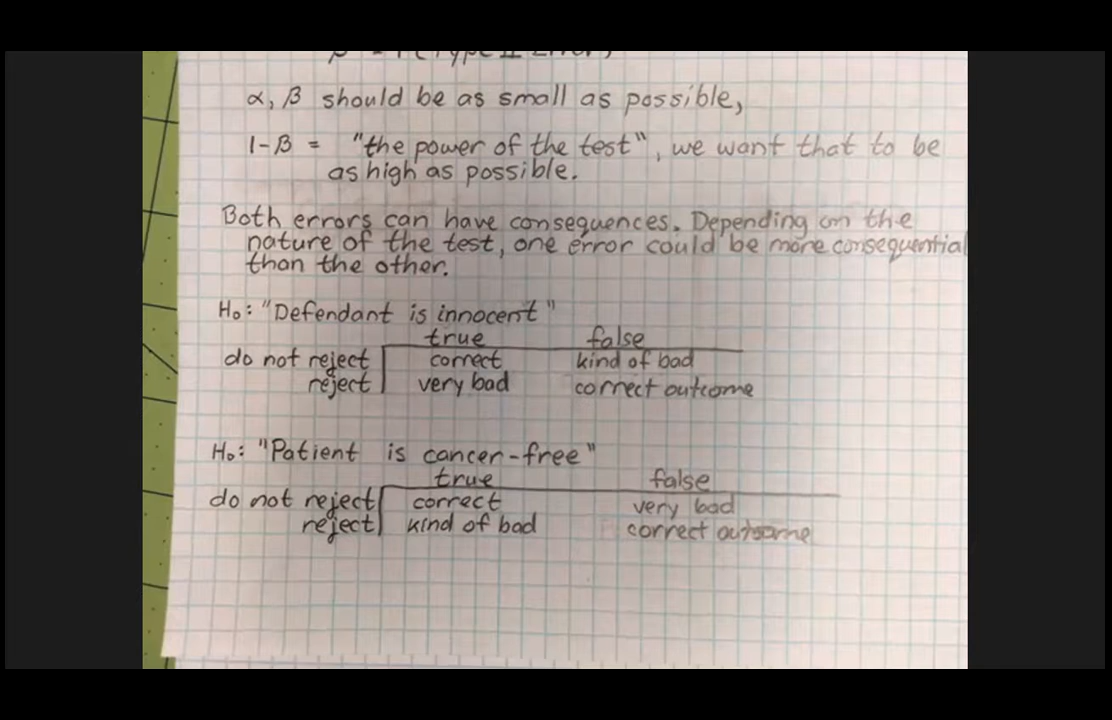 β = P(Type II Error)
α, β should be as small as possible,
1-β = "the power of the test", we want that to be
as high as possible.
Both errors can have consequences. Depending on the
nature of the test, one error could be more consequential
than the other.
H₀: "Defendant is innocent"
true false
do not reject correct kind of bad
reject very bad correct outcome
H₀: "Patient is cancer-free"
true false
do not reject correct very bad
reject kind of bad correct outcome